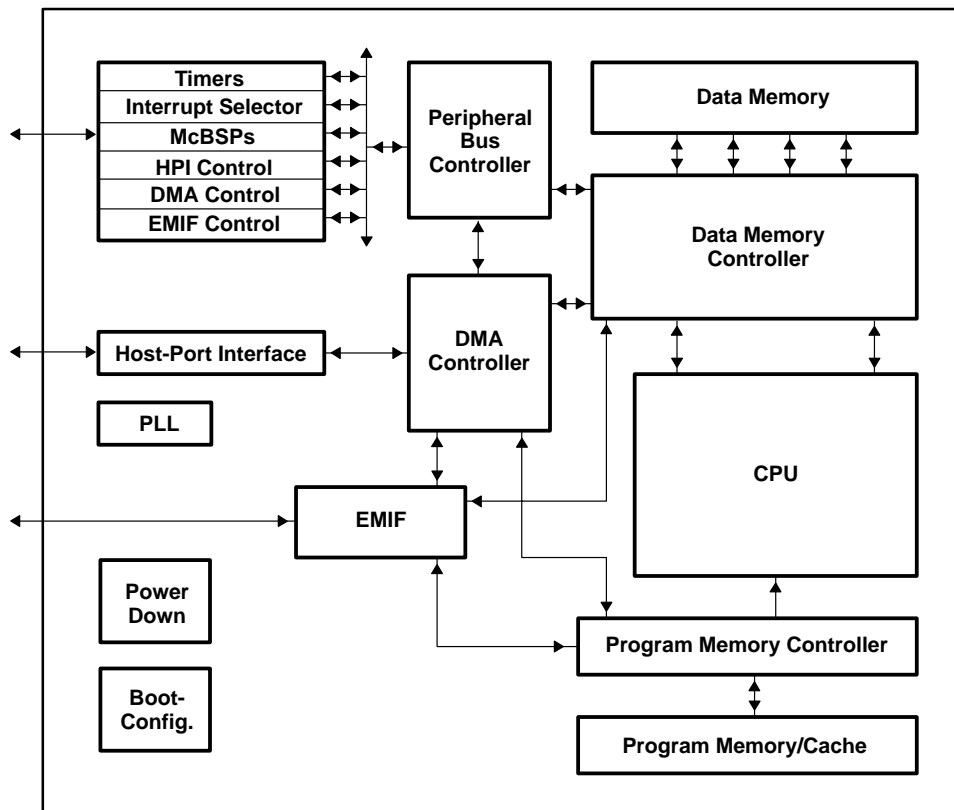 Timers
Interrupt Selector
McBSPs
HPI Control
DMA Control
EMIF Control
Peripheral
Bus
Controller
Data Memory
Data Memory
Controller
Host-Port Interface
DMA
Controller
PLL
CPU
EMIF
Power
Down
Program Memory Controller
Boot-
Config.
Program Memory/Cache